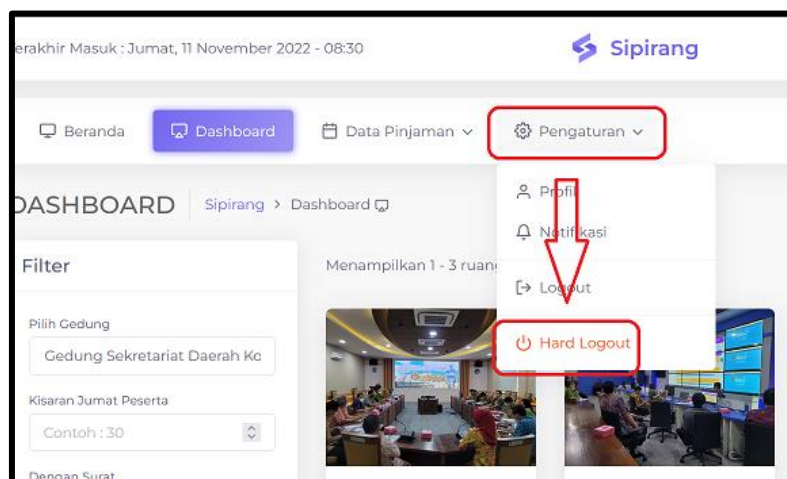 erakhir Masuk : Jumat, 11 November 2022 - 08:30
Sipirang
Beranda
Dashboard
Data Pinjaman
Pengaturan
DASHBOARD
Sipirang > Dashboard
Profil
Notifikasi
Logout
Hard Logout
Filter
Menampilkan 1 - 3 ruang
Pilih Gedung
Gedung Sekretariat Daerah Ko
Kisaran Jumat Peserta
Contoh : 30
Dengan Surat